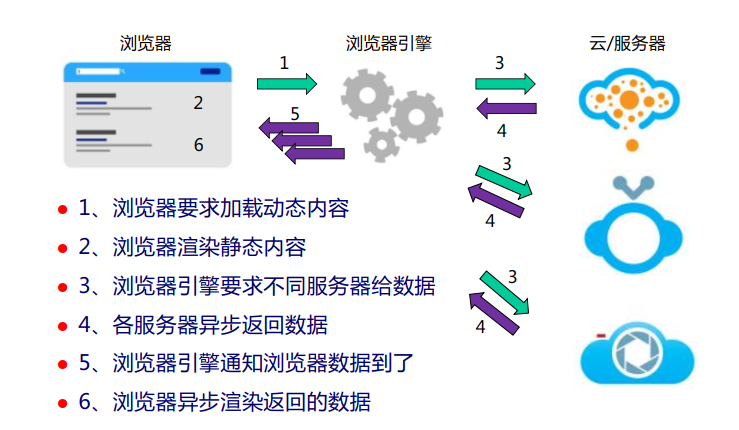 浏览器
浏览器引擎
云/服务器
1
3
2
5
4
6
3
4
3
4
1、浏览器要求加载动态内容
2、浏览器渲染静态内容
3、浏览器引擎要求不同服务器给数据
4、各服务器异步返回数据
5、浏览器引擎通知浏览器数据到了
6、浏览器异步渲染返回的数据